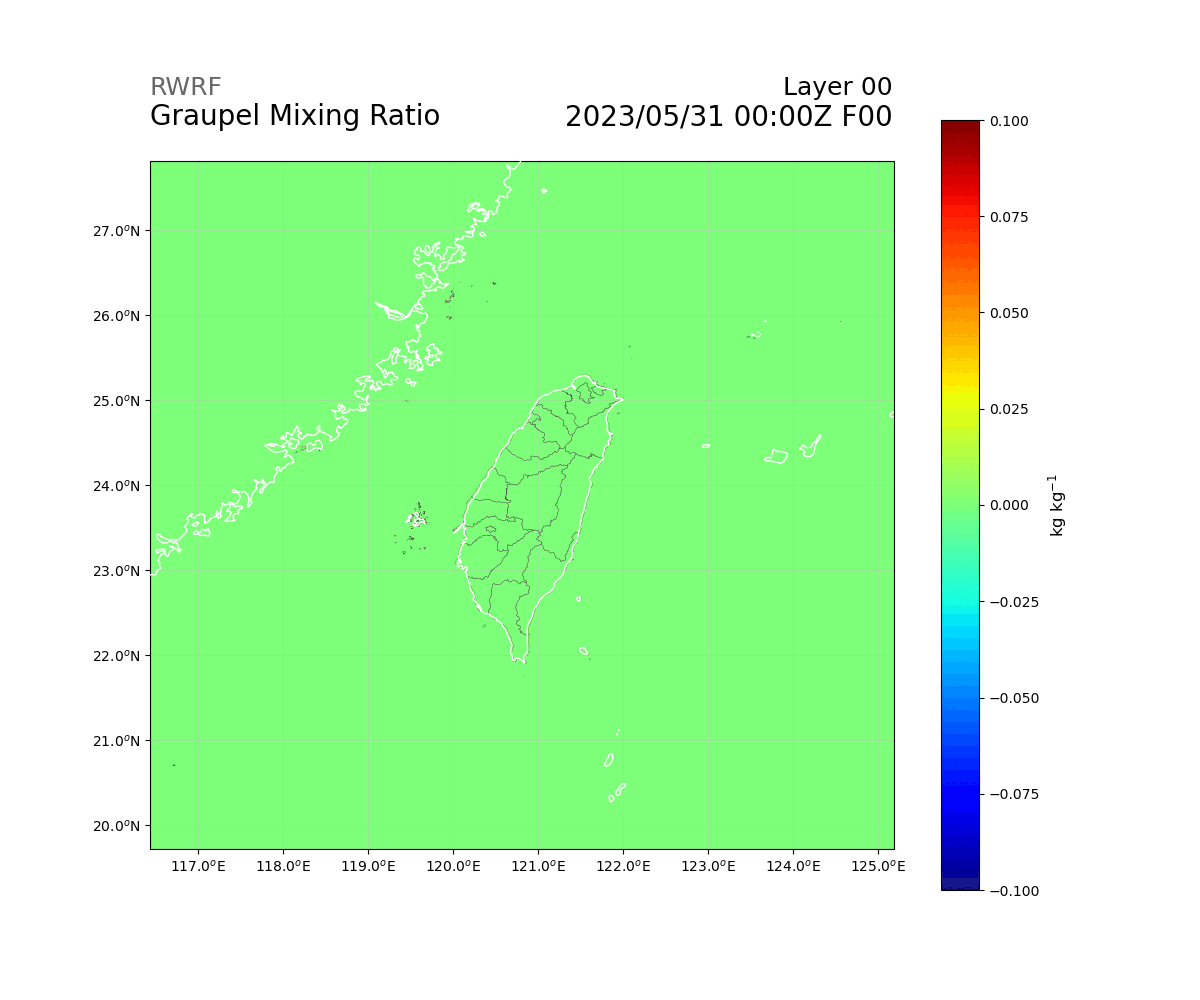 RWRF
Layer 00
Graupel Mixing Ratio
2023/05/31 00:00Z F00
27.0°N
26.0°N
25.0°N
24.0°N
23.0°N
22.0°N
21.0°N
20.0°N
117.0°E
118.0°E
119.0°E
120.0°E
121.0°E
122.0°E
123.0°E
124.0°E
125.0°E
0.100
0.075
0.050
0.025
0.000
−0.025
−0.050
−0.075
−0.100
kg kg⁻¹